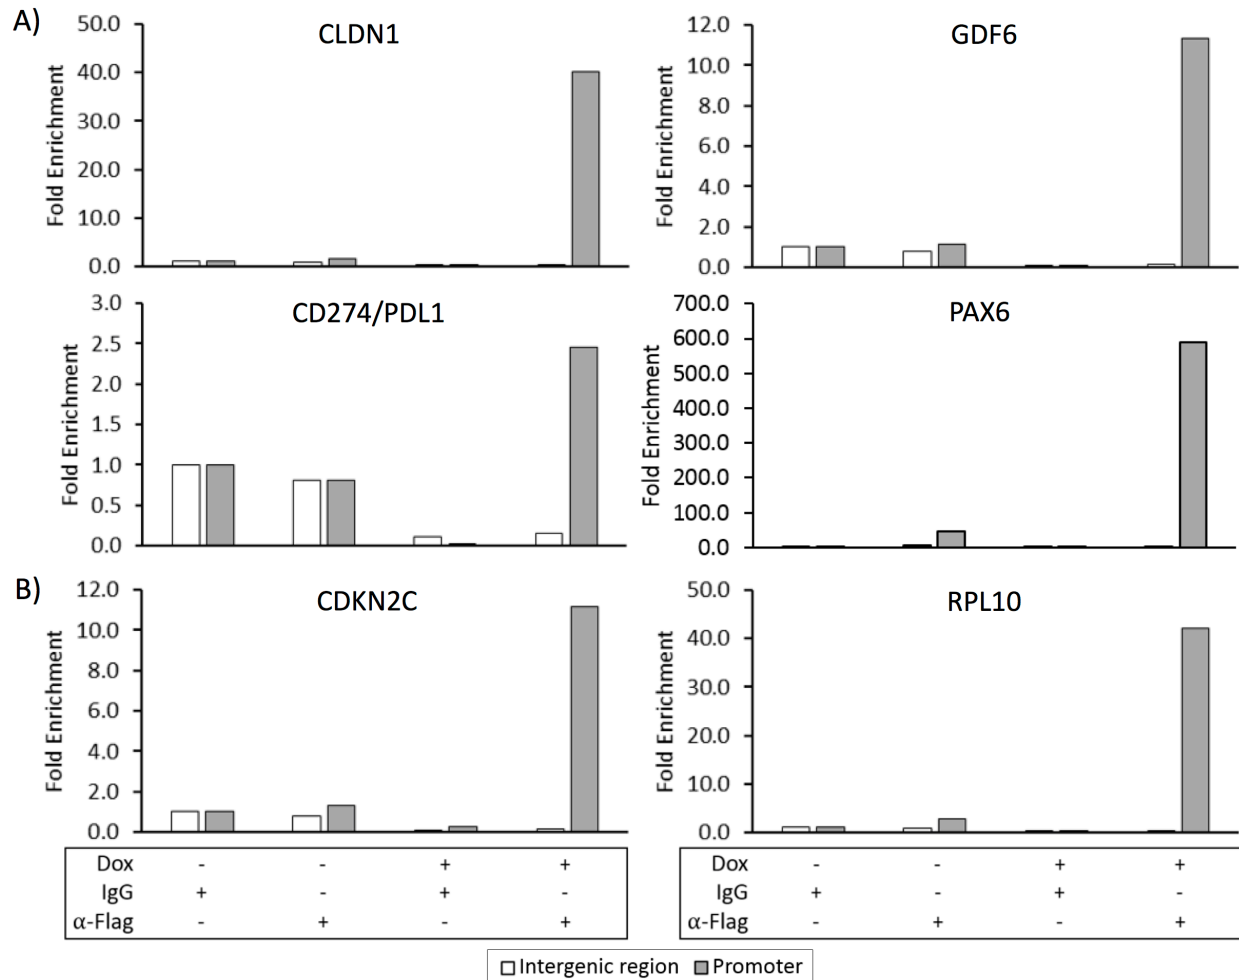 A)
CLDN1
Fold Enrichment
50.0
40.0
30.0
20.0
10.0
0.0
GDF6
Fold Enrichment
12.0
10.0
8.0
6.0
4.0
2.0
0.0
CD274/PDL1
Fold Enrichment
3.0
2.5
2.0
1.5
1.0
0.5
0.0
PAX6
Fold Enrichment
700.0
600.0
500.0
400.0
300.0
200.0
100.0
0.0
B)
CDKN2C
Fold Enrichment
12.0
10.0
8.0
6.0
4.0
2.0
0.0
RPL10
Fold Enrichment
50.0
40.0
30.0
20.0
10.0
0.0
Dox - - + +
IgG + - + -
α-Flag - + - +
Dox - - + +
IgG + - + -
α-Flag - + - +
Intergenic region Promoter